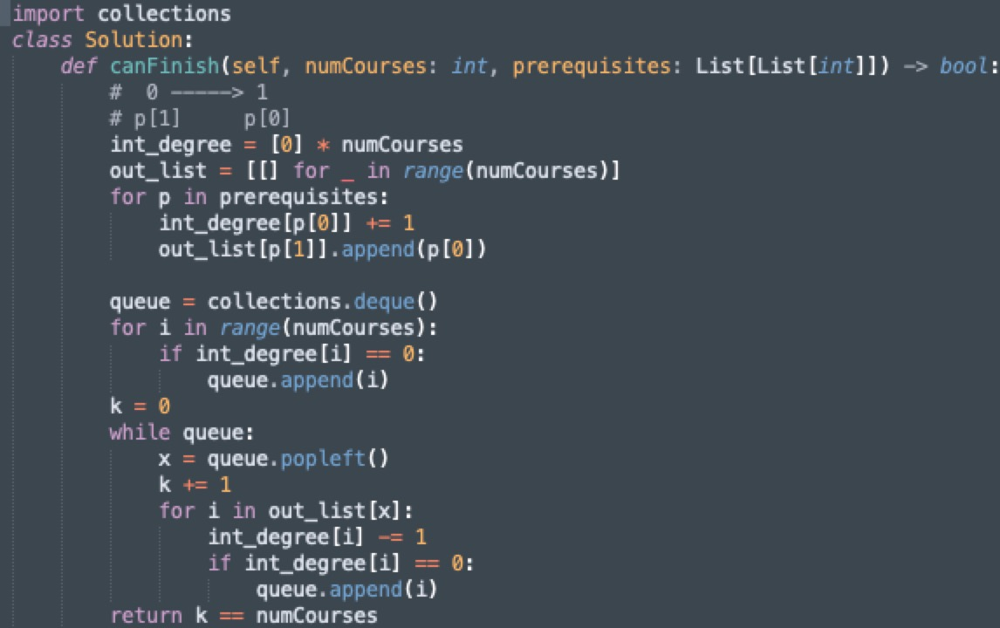 import collections
class Solution:
    def canFinish(self, numCourses: int, prerequisites: List[List[int]]) -> bool:
        #  0 -----> 1
        # p[1]     p[0]
        int_degree = [0] * numCourses
        out_list = [[] for _ in range(numCourses)]
        for p in prerequisites:
            int_degree[p[0]] += 1
            out_list[p[1]].append(p[0])

        queue = collections.deque()
        for i in range(numCourses):
            if int_degree[i] == 0:
                queue.append(i)
        k = 0
        while queue:
            x = queue.popleft()
            k += 1
            for i in out_list[x]:
                int_degree[i] -= 1
                if int_degree[i] == 0:
                    queue.append(i)
        return k == numCourses